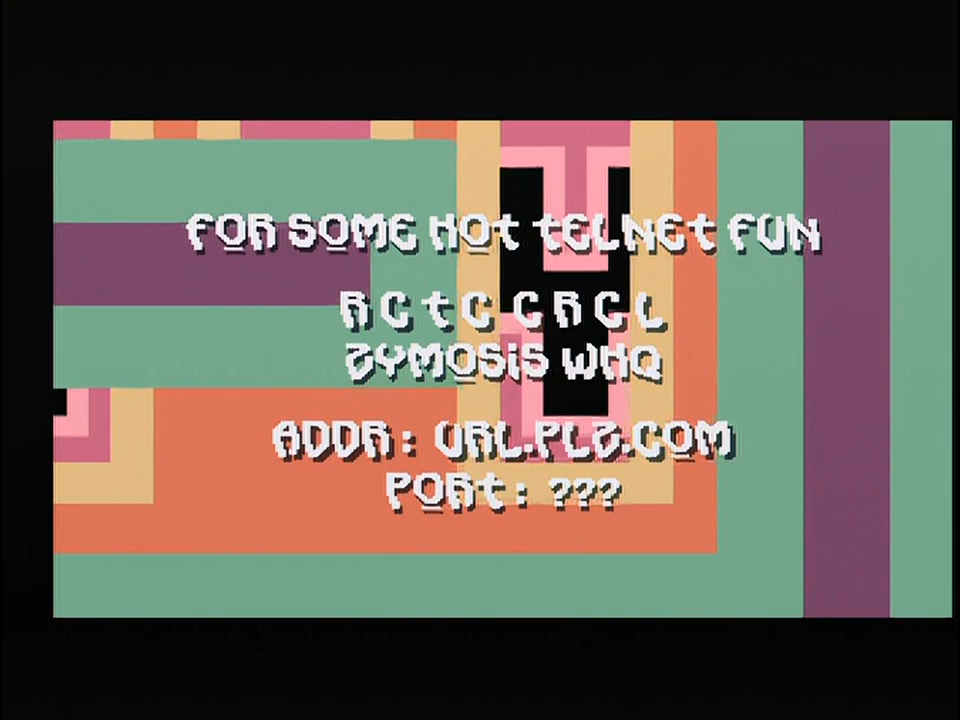 FOR SOME HOT TELNET FUN
R C T C C R C L
ZYMOSiS WHQ
ADDR: URL.PLZ.COM
PORT: ???